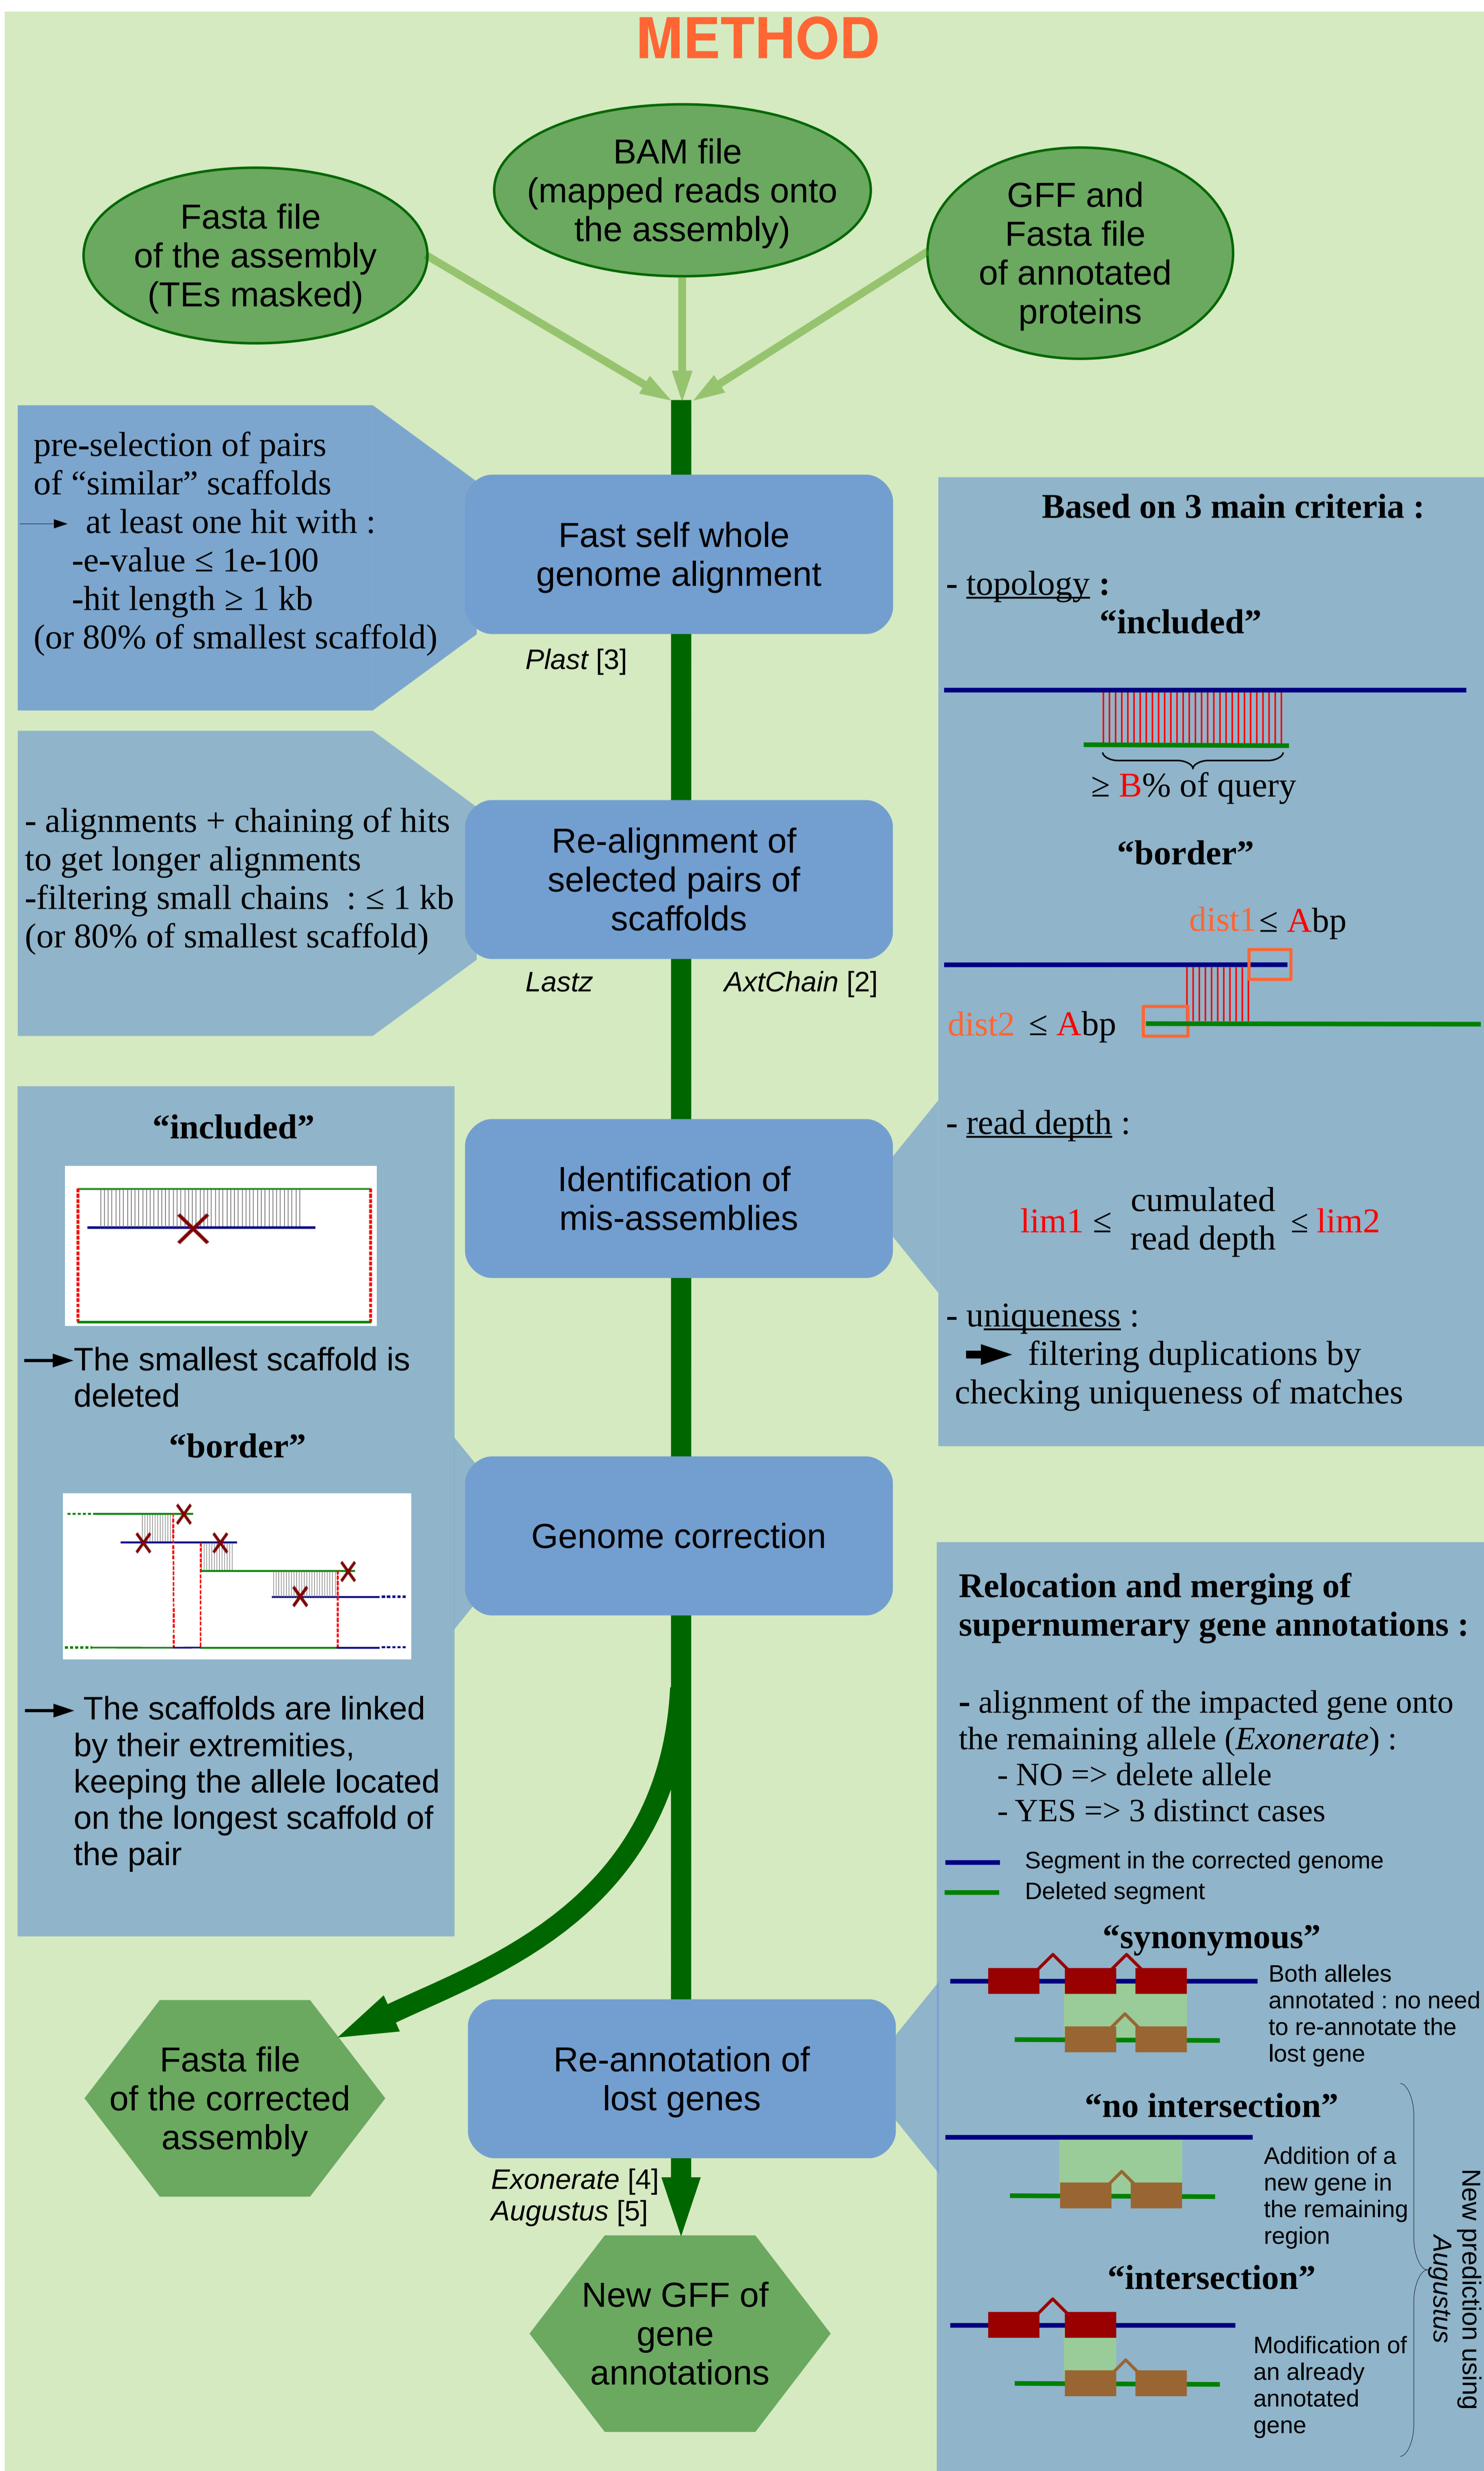 METHOD
Fasta file
of the assembly
(TEs masked)
BAM file
(mapped reads onto
the assembly)
GFF and
Fasta file
of annotated
proteins
pre-selection of pairs
of “similar” scaffolds
at least one hit with :
-e-value ≤ 1e-100
-hit length ≥ 1 kb
(or 80% of smallest scaffold)
Fast self whole
genome alignment
Plast [3]
- alignments + chaining of hits
to get longer alignments
-filtering small chains : ≤ 1 kb
(or 80% of smallest scaffold)
Re-alignment of
selected pairs of
scaffolds
Lastz
AxtChain [2]
Based on 3 main criteria :
- topology :
“included”
≥ B% of query
“border”
dist1 ≤ Abp
dist2 ≤ Abp
- read depth :
lim1 ≤ cumulated
read depth ≤ lim2
- uniqueness :
filtering duplications by
checking uniqueness of matches
Identification of
mis-assemblies
“included”
The smallest scaffold is
deleted
“border”
The scaffolds are linked
by their extremities,
keeping the allele located
on the longest scaffold of
the pair
Genome correction
Relocation and merging of
supernumerary gene annotations :
- alignment of the impacted gene onto
the remaining allele (Exonerate) :
- NO => delete allele
- YES => 3 distinct cases
Segment in the corrected genome
Deleted segment
“synonymous”
Both alleles
annotated : no need
to re-annotate the
lost gene
“no intersection”
Addition of a
new gene in
the remaining
region
“intersection”
Modification of
an already
annotated
gene
New prediction using
Augustus
Fasta file
of the corrected
assembly
Re-annotation of
lost genes
Exonerate [4]
Augustus [5]
New GFF of
gene
annotations